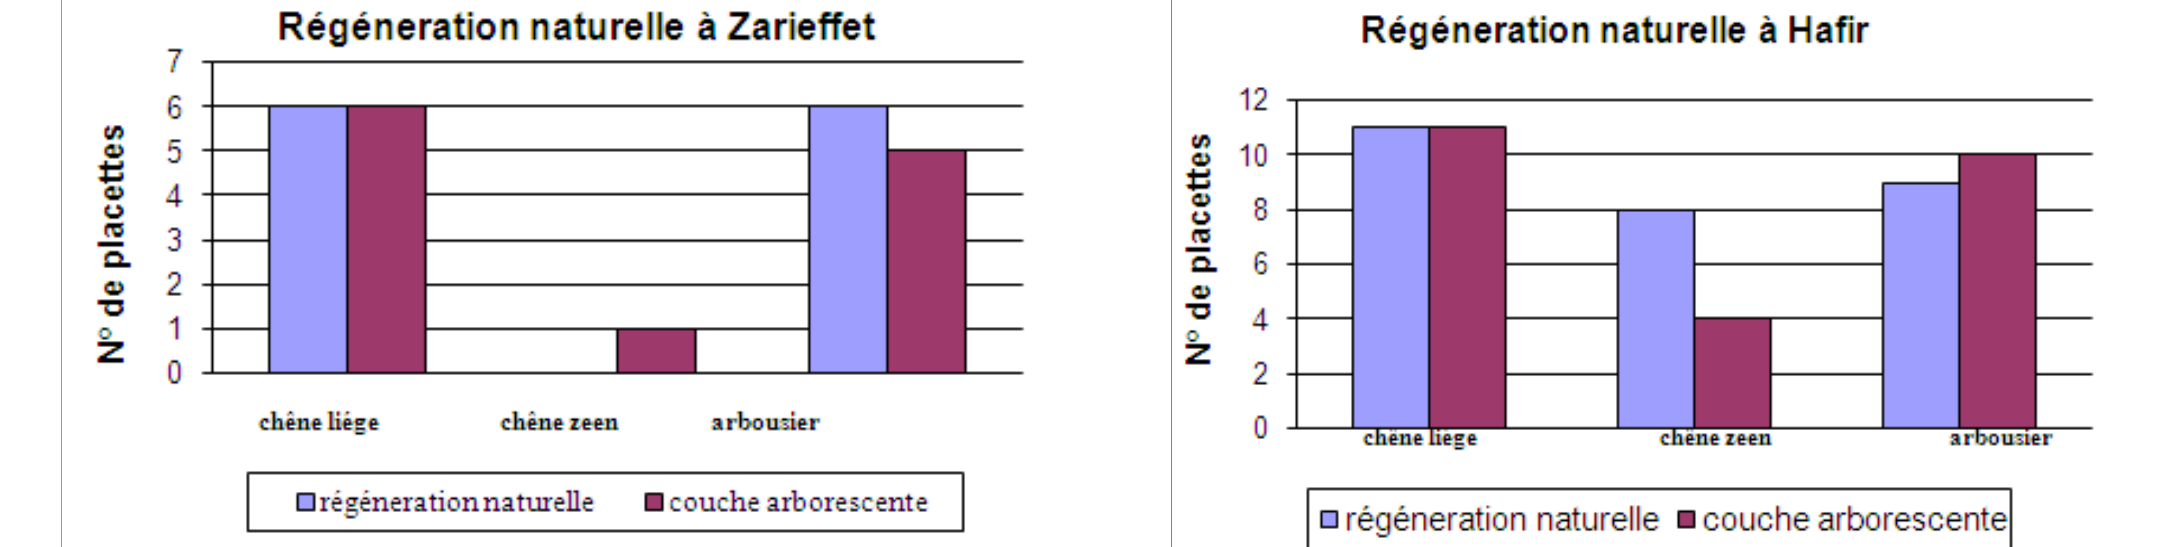 Régéneration naturelle à Zarieffet
N° de placettes
7
6
5
4
3
2
1
0
chêne liége
chêne zeen
arbousier
régéneration naturelle
couche arborescente
Régéneration naturelle à Hafir
N° de placettes
12
10
8
6
4
2
0
chêne liège
chêne zeen
arbousier
régéneration naturelle
couche arborescente